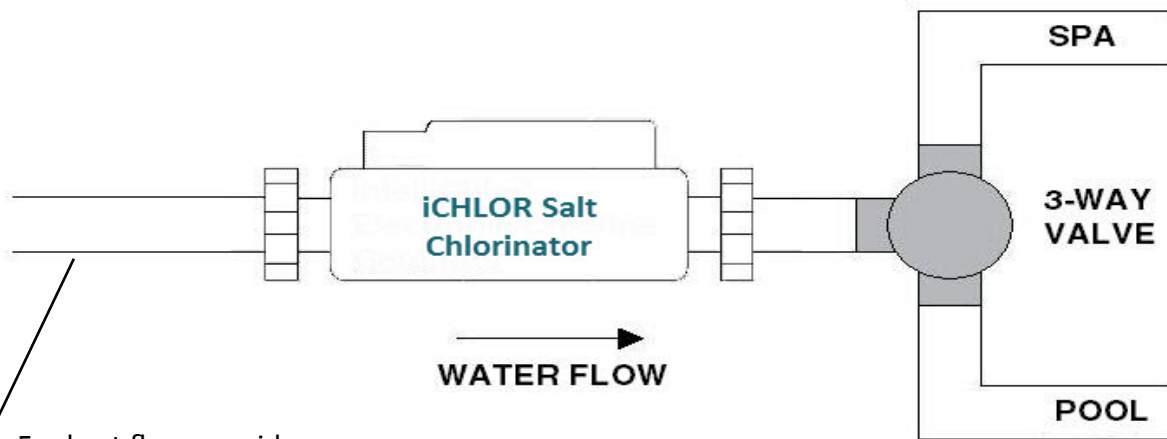 SPA
iCHLOR Salt
Chlorinator
3-WAY
VALVE
WATER FLOW
POOL